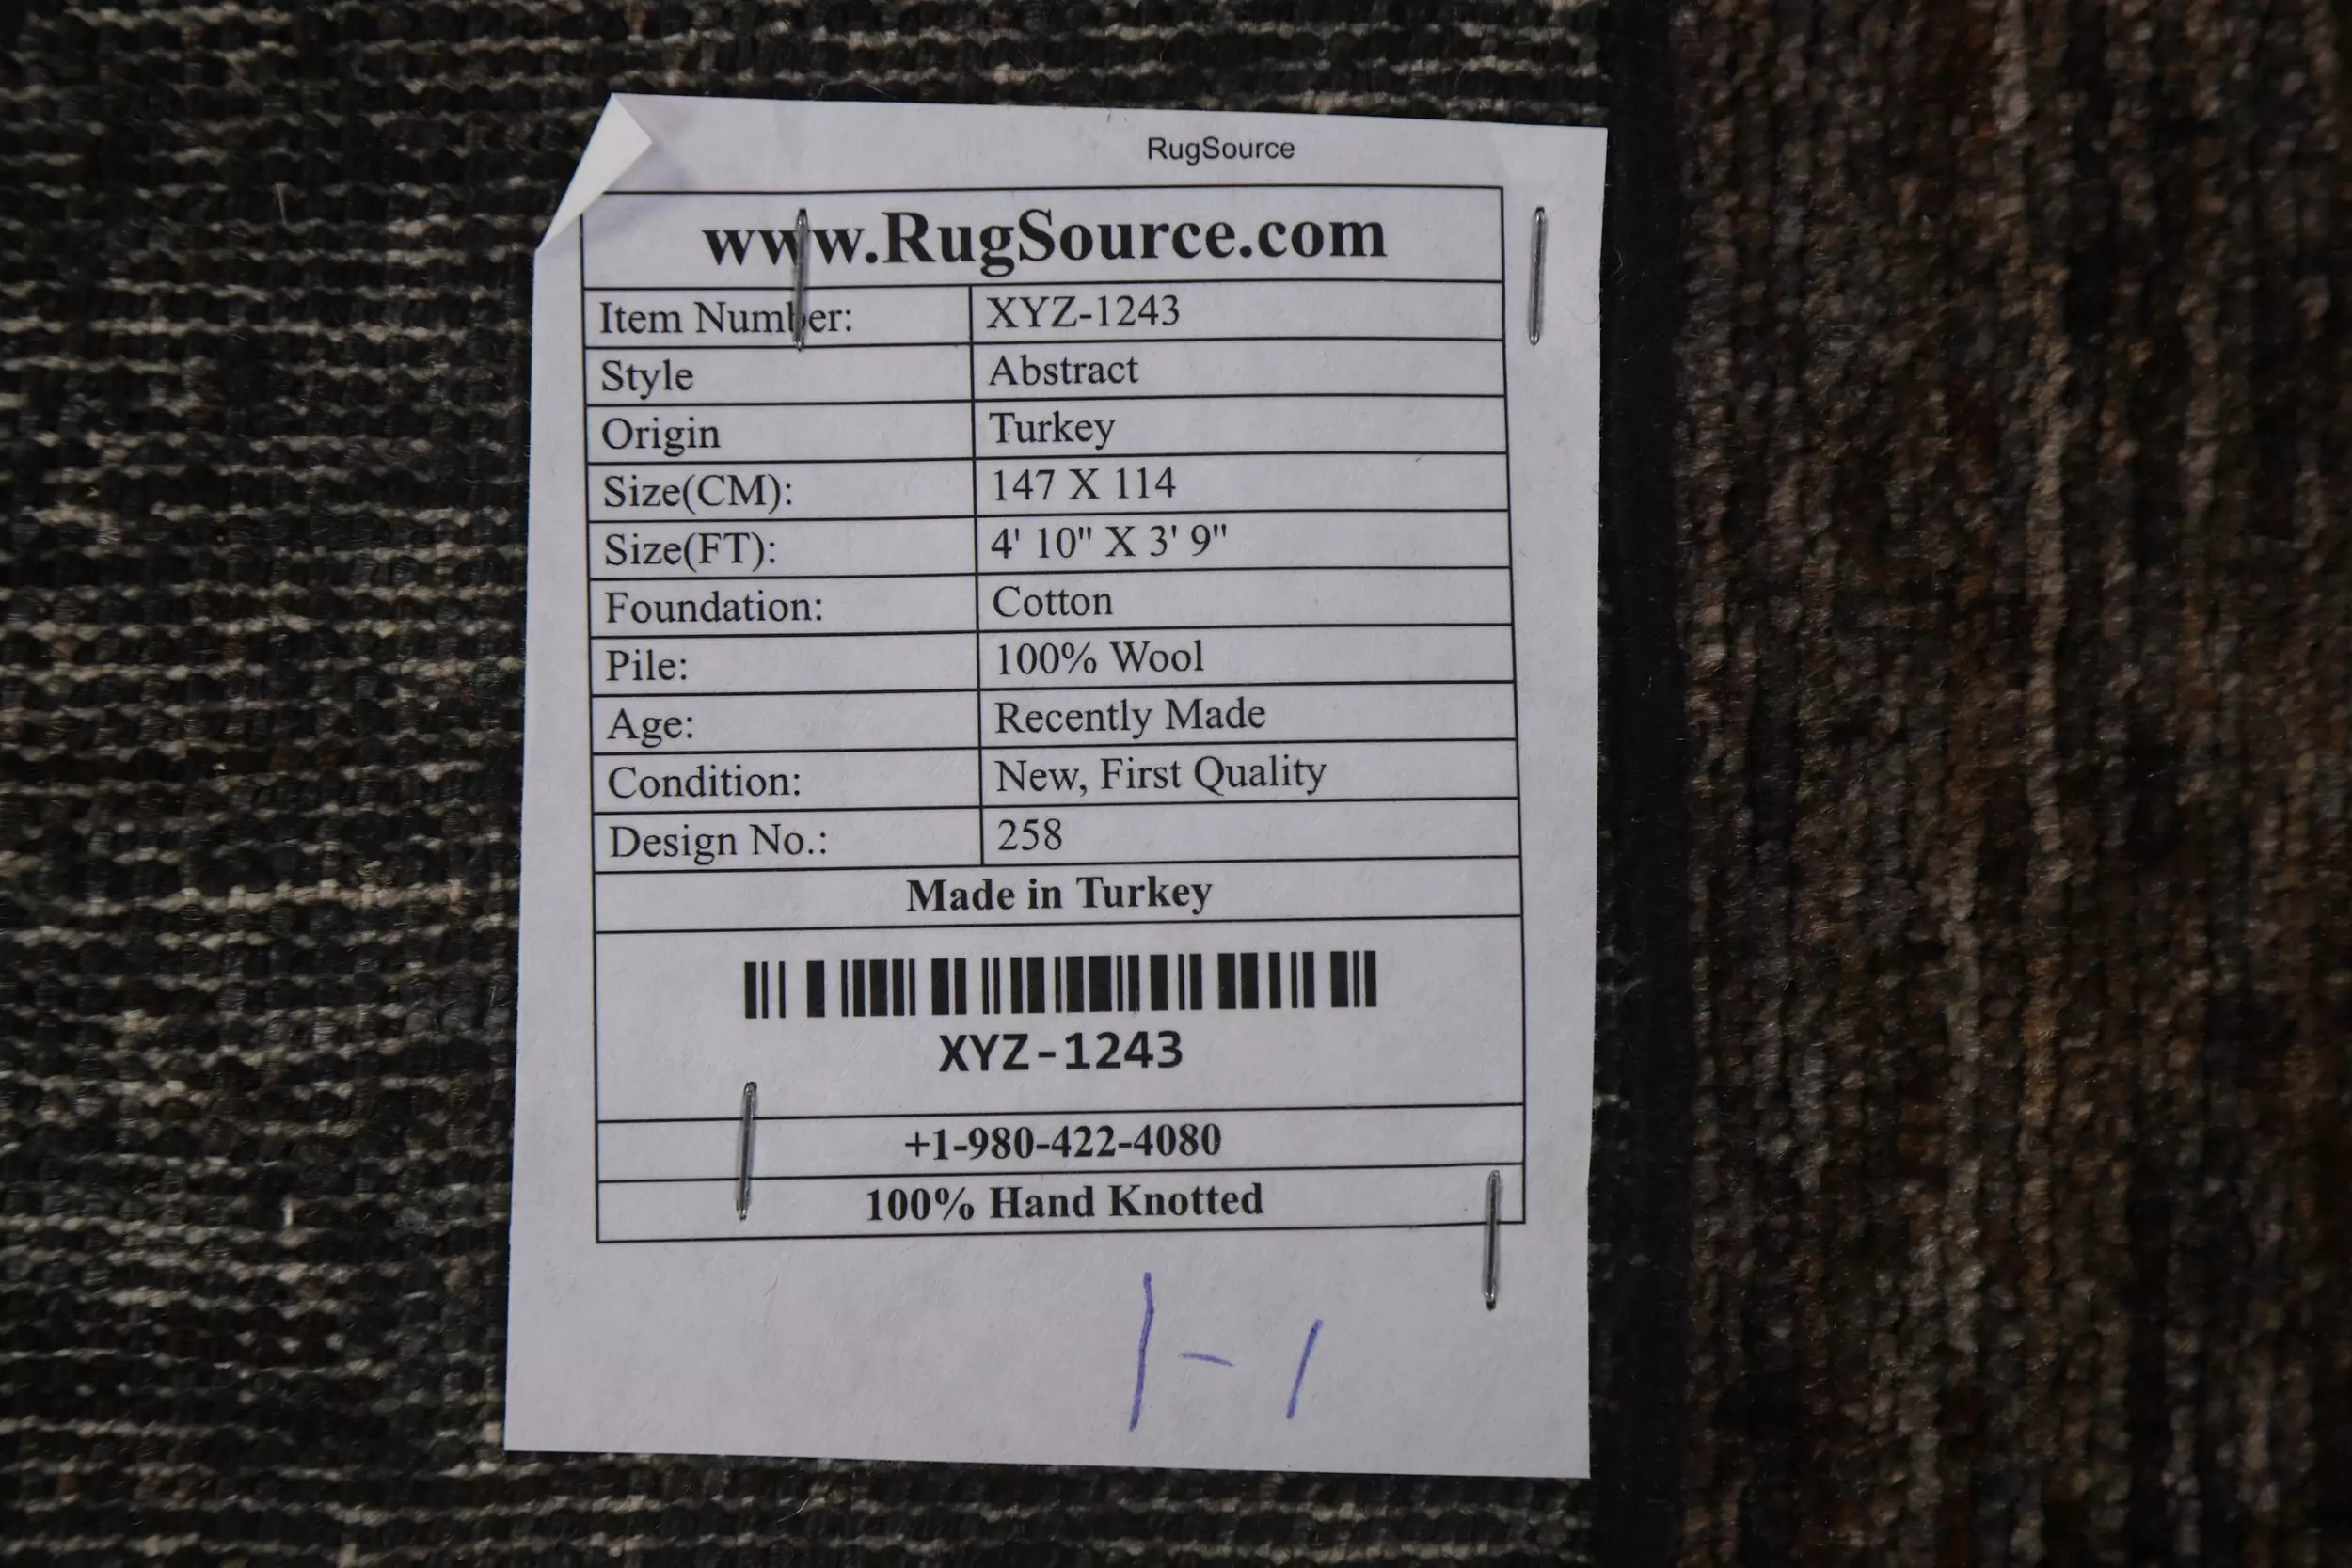 RugSource
www.RugSource.com
Item Number: XYZ-1243
Style Abstract
Origin Turkey
Size(CM): 147 X 114
Size(FT): 4' 10" X 3' 9"
Foundation: Cotton
Pile: 100% Wool
Age: Recently Made
Condition: New, First Quality
Design No.: 258
Made in Turkey
XYZ-1243
+1-980-422-4080
100% Hand Knotted
1-1